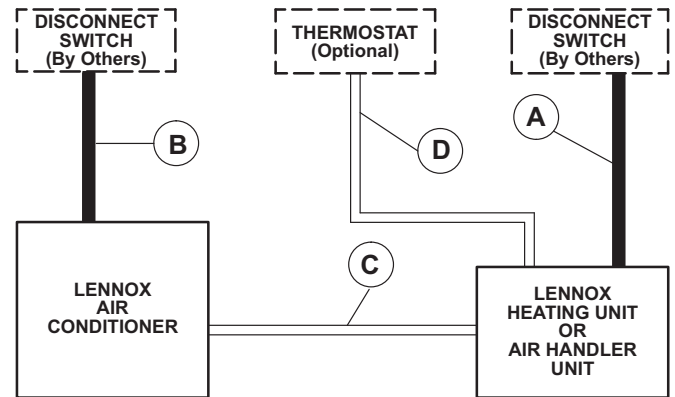 DISCONNECT
SWITCH
(By Others)
THERMOSTAT
(Optional)
DISCONNECT
SWITCH
(By Others)
A
B
D
C
LENNOX
AIR
CONDITIONER
LENNOX
HEATING UNIT
OR
AIR HANDLER
UNIT